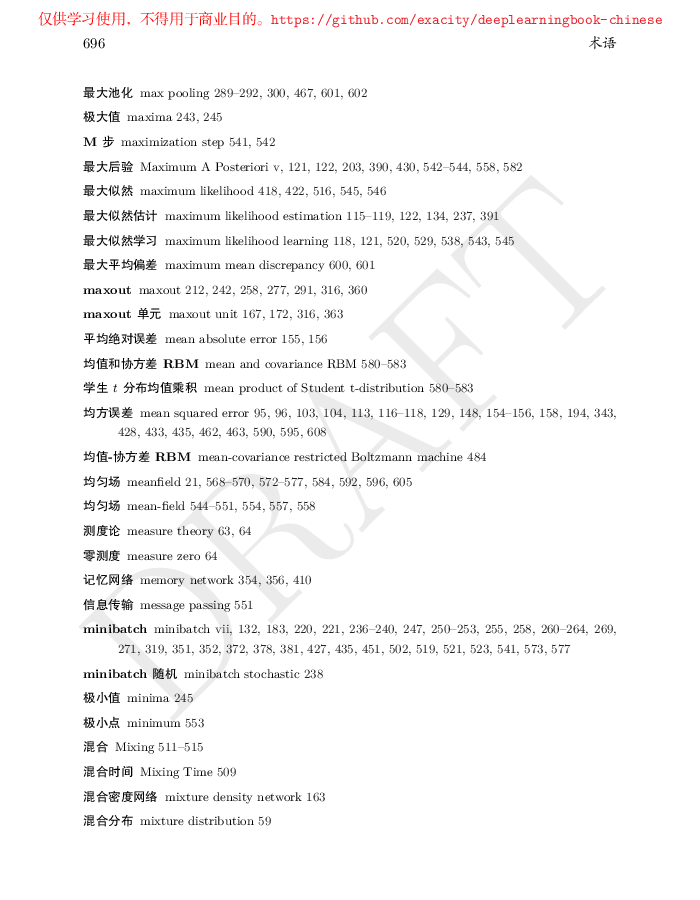 仅供学习使用，不得用于商业目的。https://github.com/exacity/deeplearningbook-chinese
696 术语
最大池化 max pooling 289–292, 300, 467, 601, 602
极大值 maxima 243, 245
M 步 maximization step 541, 542
最大后验 Maximum A Posteriori v, 121, 122, 203, 390, 430, 542–544, 558, 582
最大似然 maximum likelihood 418, 422, 516, 545, 546
最大似然估计 maximum likelihood estimation 115–119, 122, 134, 237, 391
最大似然学习 maximum likelihood learning 118, 121, 520, 529, 538, 543, 545
最大平均偏差 maximum mean discrepancy 600, 601
maxout maxout 212, 242, 258, 277, 291, 316, 360
maxout 单元 maxout unit 167, 172, 316, 363
平均绝对误差 mean absolute error 155, 156
均值和协方差 RBM mean and covariance RBM 580–583
学生 t 分布均值乘积 mean product of Student t-distribution 580–583
均方误差 mean squared error 95, 96, 103, 104, 113, 116–118, 129, 148, 154–156, 158, 194, 343,
428, 433, 435, 462, 463, 590, 595, 608
均值-协方差 RBM mean-covariance restricted Boltzmann machine 484
均匀场 meanfield 21, 568–570, 572–577, 584, 592, 596, 605
均匀场 mean-field 544–551, 554, 557, 558
测度论 measure theory 63, 64
零测度 measure zero 64
记忆网络 memory network 354, 356, 410
信息传输 message passing 551
minibatch minibatch vii, 132, 183, 220, 221, 236–240, 247, 250–253, 255, 258, 260–264, 269,
271, 319, 351, 352, 372, 378, 381, 427, 435, 451, 502, 519, 521, 523, 541, 573, 577
minibatch 随机 minibatch stochastic 238
极小值 minima 245
极小点 minimum 553
混合 Mixing 511–515
混合时间 Mixing Time 509
混合密度网络 mixture density network 163
混合分布 mixture distribution 59
DRAFT